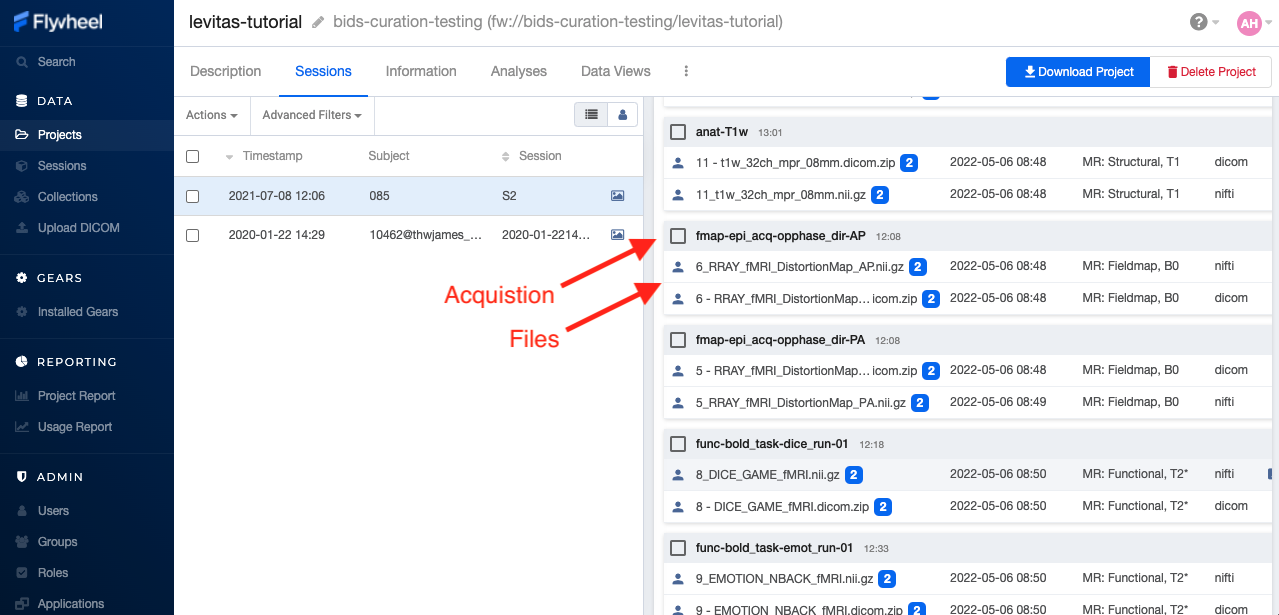 Flywheel
levitas-tutorial bids-curation-testing (fw://bids-curation-testing/levitas-tutorial)
? AH
Search
DATA
Projects
Sessions
Collections
Upload DICOM
GEARS
Installed Gears
REPORTING
Project Report
Usage Report
ADMIN
Users
Groups
Roles
Applications
Description Sessions Information Analyses Data Views
Download Project Delete Project
Actions Advanced Filters
Timestamp Subject Session
2021-07-08 12:06 085 S2
2020-01-22 14:29 10462@thwjames_... 2020-01-2214...
Acquistion
Files
anat-T1w 13:01
11 - t1w_32ch_mpr_08mm.dicom.zip 2 2022-05-06 08:48 MR: Structural, T1 dicom
11_t1w_32ch_mpr_08mm.nii.gz 2 2022-05-06 08:48 MR: Structural, T1 nifti
fmap-epi_acq-opphase_dir-AP 12:08
6_RRAY_fMRI_DistortionMap_AP.nii.gz 2 2022-05-06 08:48 MR: Fieldmap, B0 nifti
6 - RRAY_fMRI_DistortionMap... icom.zip 2 2022-05-06 08:48 MR: Fieldmap, B0 dicom
fmap-epi_acq-opphase_dir-PA 12:08
5 - RRAY_fMRI_DistortionMap... icom.zip 2 2022-05-06 08:48 MR: Fieldmap, B0 dicom
5_RRAY_fMRI_DistortionMap_PA.nii.gz 2 2022-05-06 08:49 MR: Fieldmap, B0 nifti
func-bold_task-dice_run-01 12:18
8_DICE_GAME_fMRI.nii.gz 2 2022-05-06 08:50 MR: Functional, T2* nifti
8 - DICE_GAME_fMRI.dicom.zip 2 2022-05-06 08:50 MR: Functional, T2* dicom
func-bold_task-emot_run-01 12:33
9_EMOTION_NBACK_fMRI.nii.gz 2 2022-05-06 08:50 MR: Functional, T2* nifti
9 - EMOTION_NBACK_fMRI.dicom.zip 2 2022-05-06 08:50 MR: Functional, T2* dicom